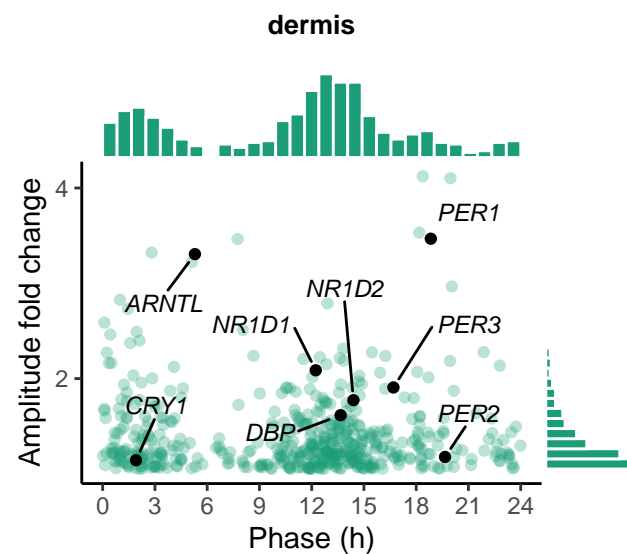 dermis
Amplitude fold change
4
2
PER1
ARNTL
NR1D2
NR1D1
PER3
CRY1
DBP
PER2
0 3 6 9 12 15 18 21 24
Phase (h)